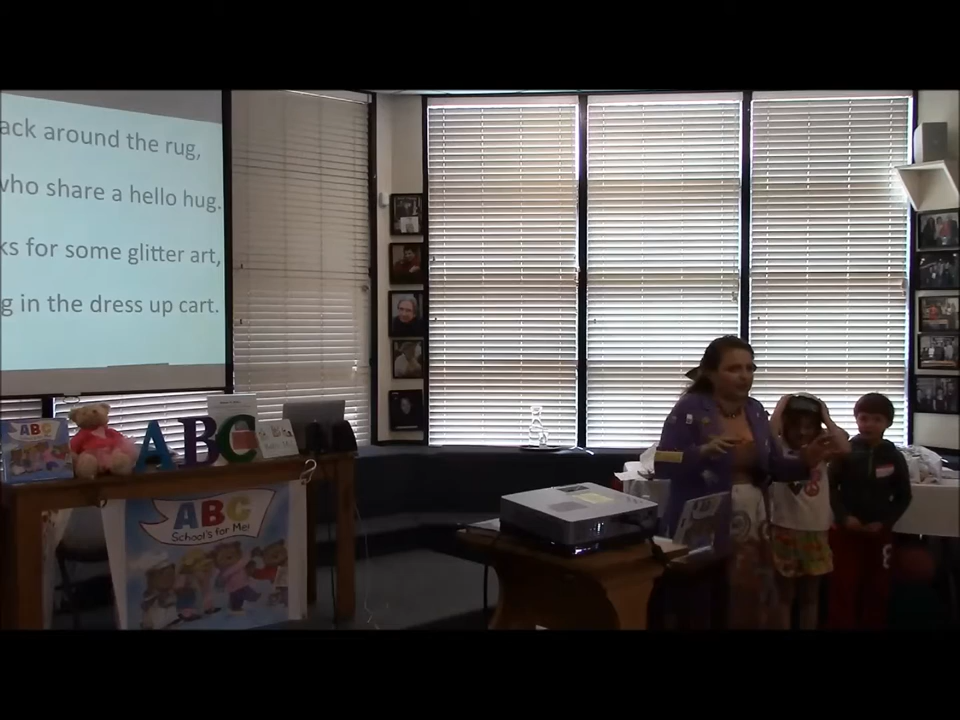 ack around the rug,
who share a hello hug.
ks for some glitter art,
g in the dress up cart.
ABC
ABC
ABC
School's for Me!